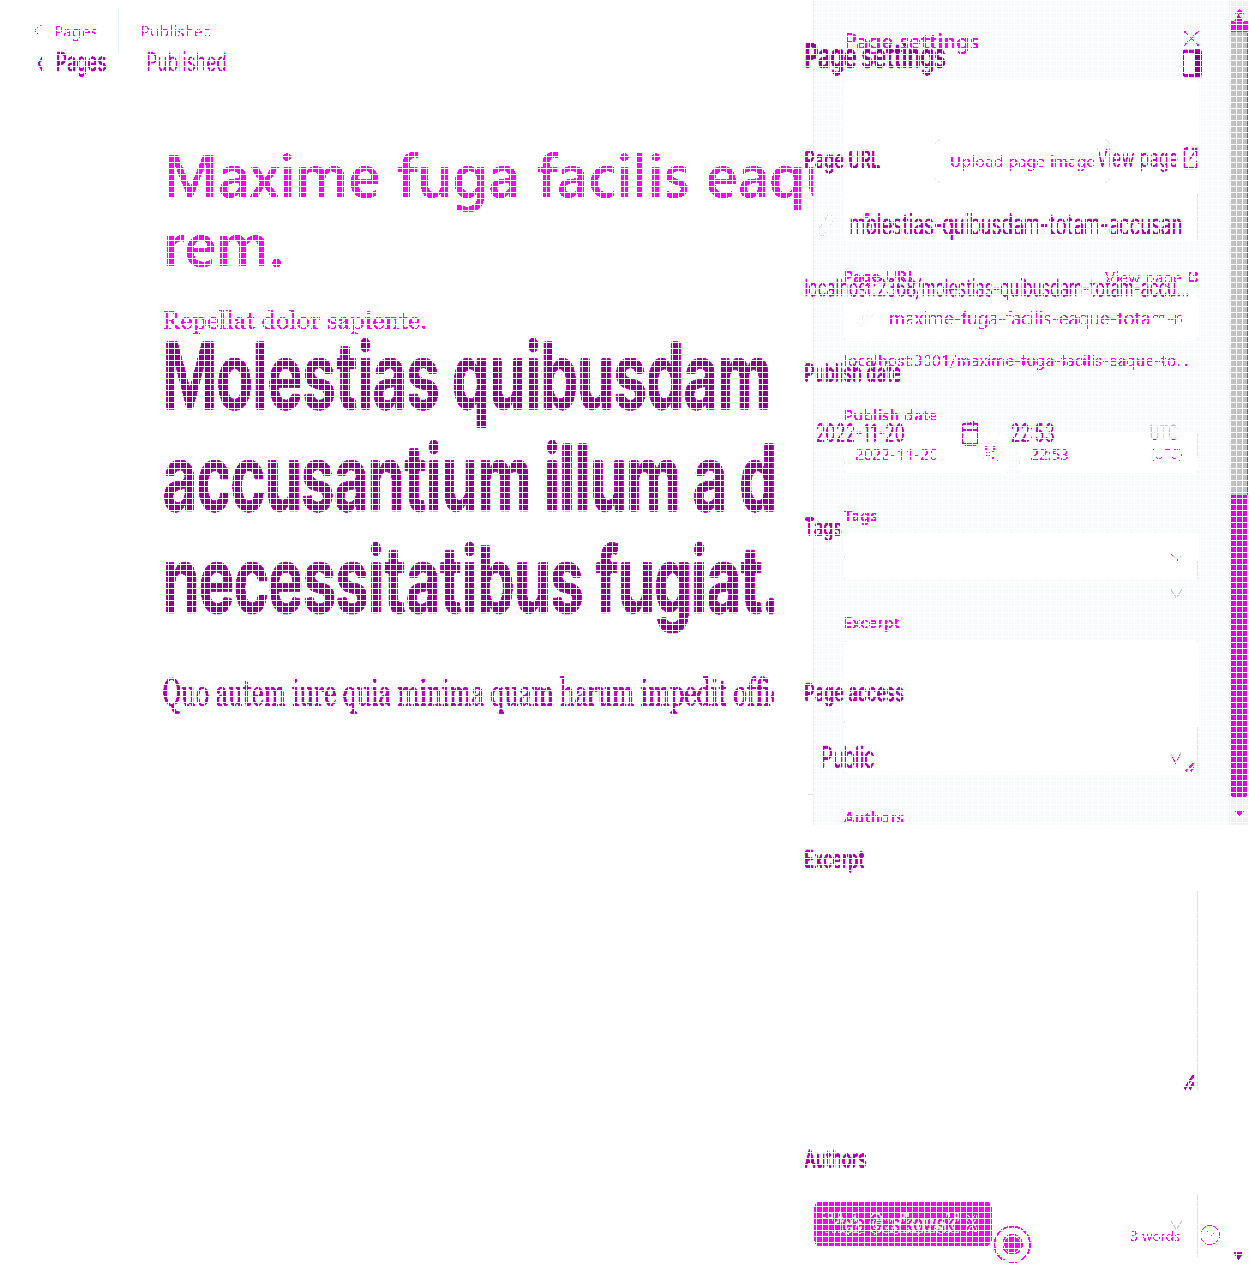 Pages Published
Pages Published
Page settings
Page settings
Upload page image
Page URL View page
Maxime fuga facilis
rem.
molestias-quibusdam-totam-accusan
Page URL View page
localhost:2368/molestias-quibusdam-totam-accu...
maxime-fuga-facilis-eaque-totam-r
Repellat dolor sapiente.
localhost:3001/maxime-fuga-facilis-eaque-to...
Molestias quibusdam
Publish date
Publish date
2022-11-20 22:53 UTC
2022-11-20 22:53 (UTC)
accusantium illum a d
Tags
Tags
necessitatibus fugiat.
Excerpt
Quo autem iure quia minima quam harum impedit
Page access
Public
Authors
Excerpt
Authors
3 words